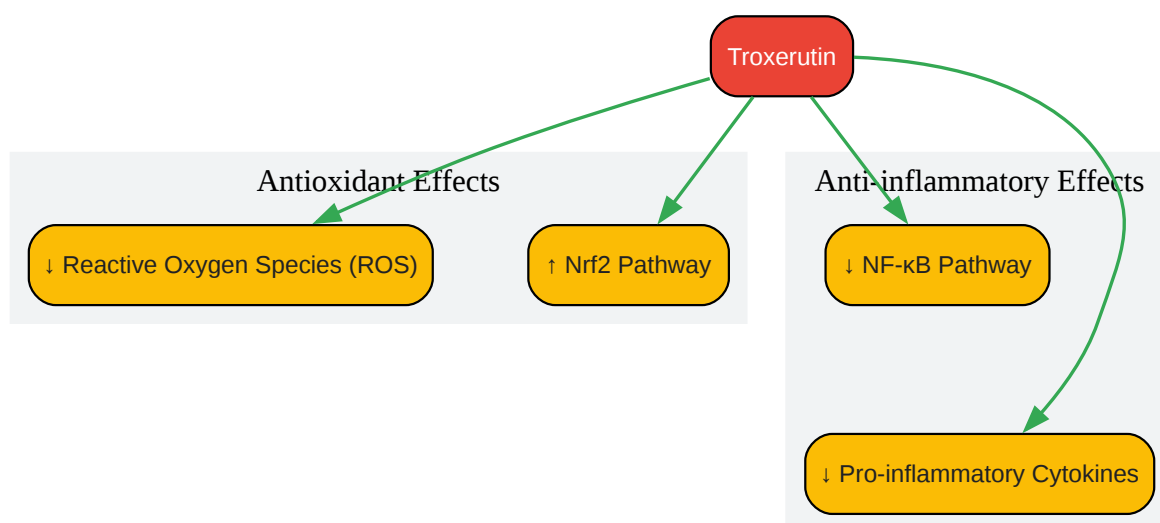 Troxerutin
Antioxidant Effects
Anti-inflammatory Effects
↓ Reactive Oxygen Species (ROS)
↑ Nrf2 Pathway
↓ NF-κB Pathway
↓ Pro-inflammatory Cytokines